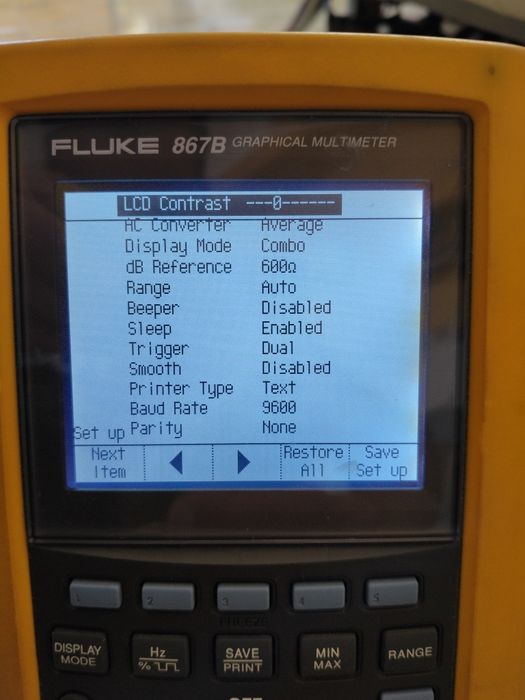 FLUKE 867B GRAPHICAL MULTIMETER
LCD Contrast ---0------
AC Converter Average
Display Mode Combo
dB Reference 600Ω
Range Auto
Beeper Disabled
Sleep Enabled
Trigger Dual
Smooth Disabled
Printer Type Text
Baud Rate 9600
Set up Parity None
Next Item
Restore All
Save Set up
1 2 3 4 5
DISPLAY MODE
Hz %
SAVE PRINT
MIN MAX
RANGE